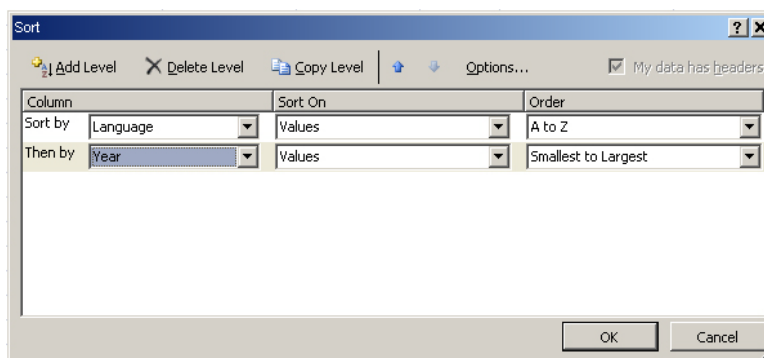 Sort
Add Level Delete Level Copy Level Options... My data has headers
Column Sort On Order
Sort by Language Values A to Z
Then by Year Values Smallest to Largest
OK Cancel